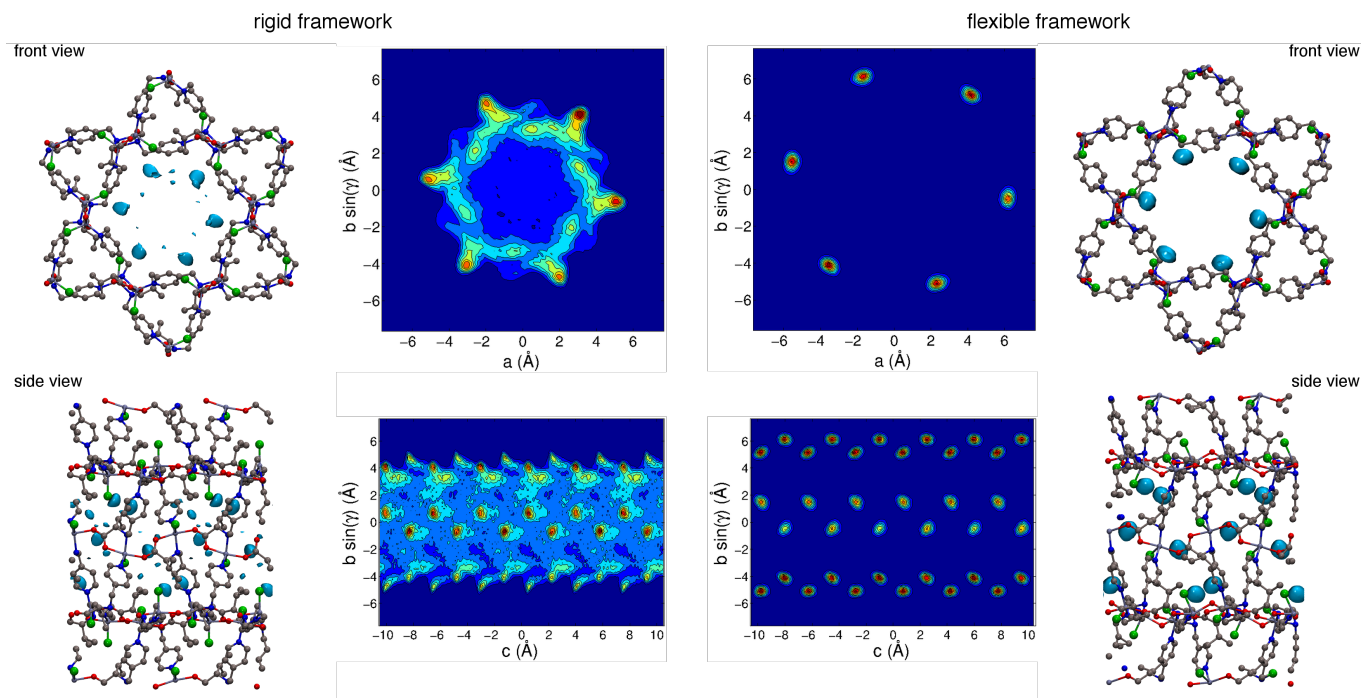 rigid framework
flexible framework
front view
6
4
2
0
−2
−4
−6
b sin(γ) (Å)
−6 −4 −2 0 2 4 6
a (Å)
6
4
2
0
−2
−4
−6
b sin(γ) (Å)
−6 −4 −2 0 2 4 6
a (Å)
front view
side view
6
4
2
0
−2
−4
−6
b sin(γ) (Å)
−10 −8 −6 −4 −2 0 2 4 6 8 10
c (Å)
6
4
2
0
−2
−4
−6
b sin(γ) (Å)
−10 −8 −6 −4 −2 0 2 4 6 8 10
c (Å)
side view